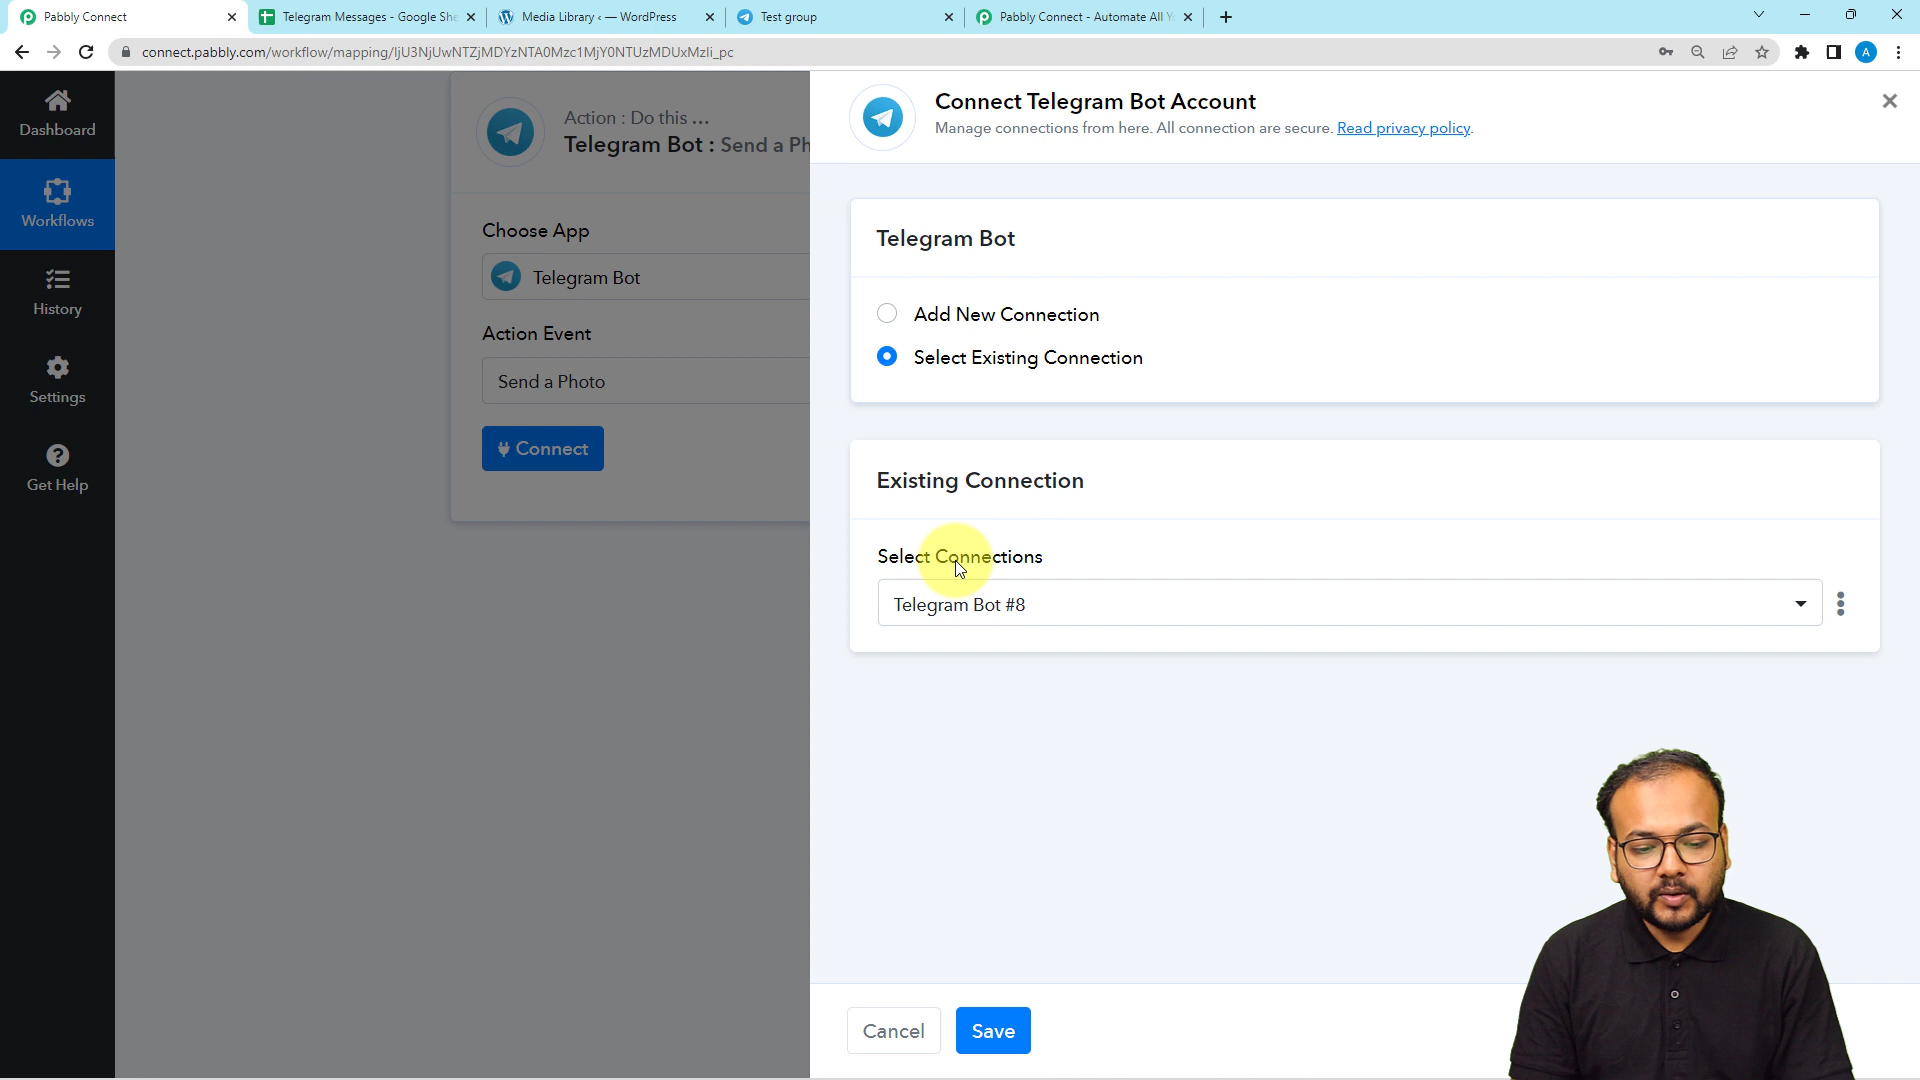 Pabbly Connect
Telegram Messages - Google She
Media Library ‹ — WordPress
Test group
Pabbly Connect - Automate All Y
connect.pabbly.com/workflow/mapping/IjU3NjUwNTZjMDYzNTA0Mzc1MjY0NTUzMDUxMzIi_pc
A
Dashboard
Workflows
History
Settings
Get Help
Action : Do this ...
Telegram Bot : Send a Ph
Choose App
Telegram Bot
Action Event
Send a Photo
Connect
Connect Telegram Bot Account
Manage connections from here. All connection are secure. Read privacy policy.
Telegram Bot
Add New Connection
Select Existing Connection
Existing Connection
Select Connections
Telegram Bot #8
Cancel
Save